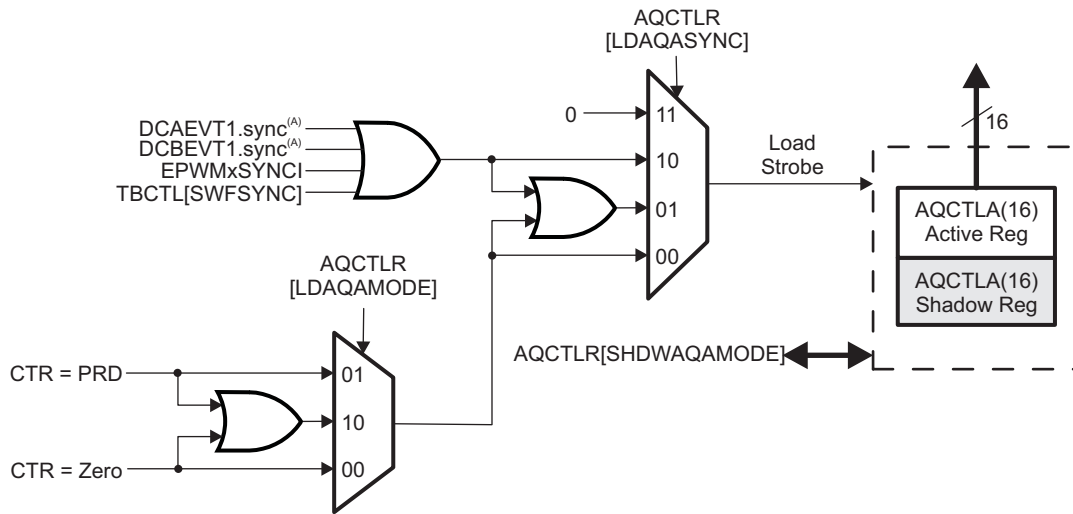 AQCTLR
[LDAQASYNC]
0
11
16
DCAEVT1.sync(A)
DCBEVT1.sync(A)
EPWMxSYNCI
TBCTL[SWFSYNC]
10
Load
Strobe
01
AQCTLA(16)
Active Reg
00
AQCTLR
[LDAQAMODE]
AQCTLA(16)
Shadow Reg
AQCTLR[SHDWAQAMODE]
CTR = PRD
01
10
CTR = Zero
00